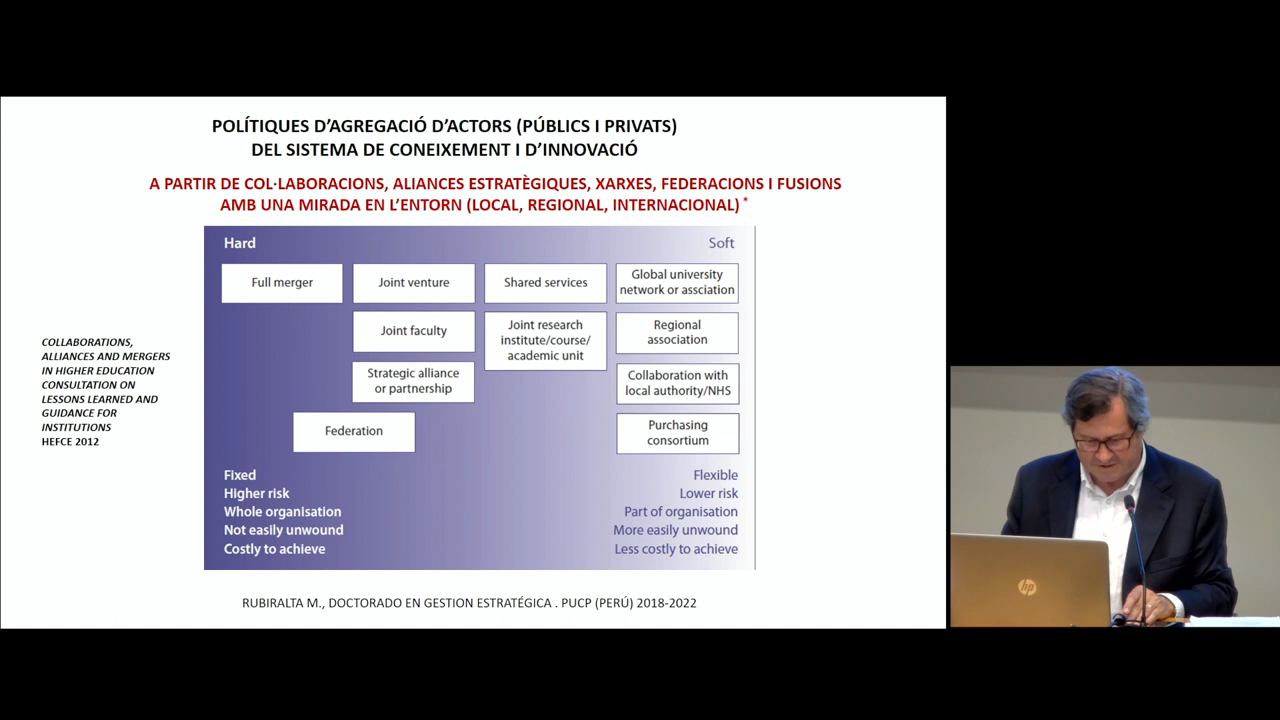 POLÍTIQUES D'AGREGACIÓ D'ACTORS (PÚBLICS I PRIVATS)
DEL SISTEMA DE CONEIXEMENT I D'INNOVACIÓ
A PARTIR DE COL·LABORACIONS, ALIANCES ESTRATÈGIQUES, XARXES, FEDERACIONS I FUSIONS
AMB UNA MIRADA EN L'ENTORN (LOCAL, REGIONAL, INTERNACIONAL) *
COLLABORATIONS,
ALLIANCES AND MERGERS
IN HIGHER EDUCATION
CONSULTATION ON
LESSONS LEARNED AND
GUIDANCE FOR
INSTITUTIONS
HEFCE 2012
Hard
Soft
Full merger
Joint venture
Shared services
Global university
network or assciation
Joint faculty
Joint research
institute/course/
academic unit
Regional
association
Strategic alliance
or partnership
Collaboration with
local authority/NHS
Federation
Purchasing
consortium
Fixed
Higher risk
Whole organisation
Not easily unwound
Costly to achieve
Flexible
Lower risk
Part of organisation
More easily unwound
Less costly to achieve
RUBIRALTA M., DOCTORADO EN GESTION ESTRATÉGICA . PUCP (PERÚ) 2018-2022
hp